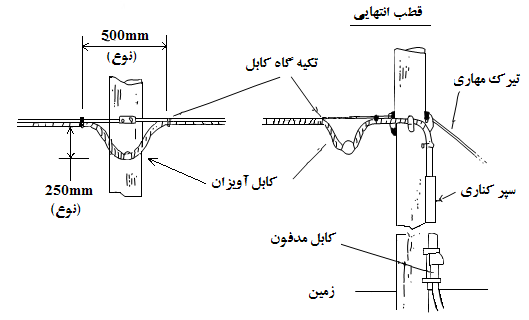 قطب انتهایی
500mm
(نوع)
تکیه گاه کابل
تیرک مهاری
250mm
(نوع)
کابل آویزان
سپر کناری
کابل مدفون
زمین